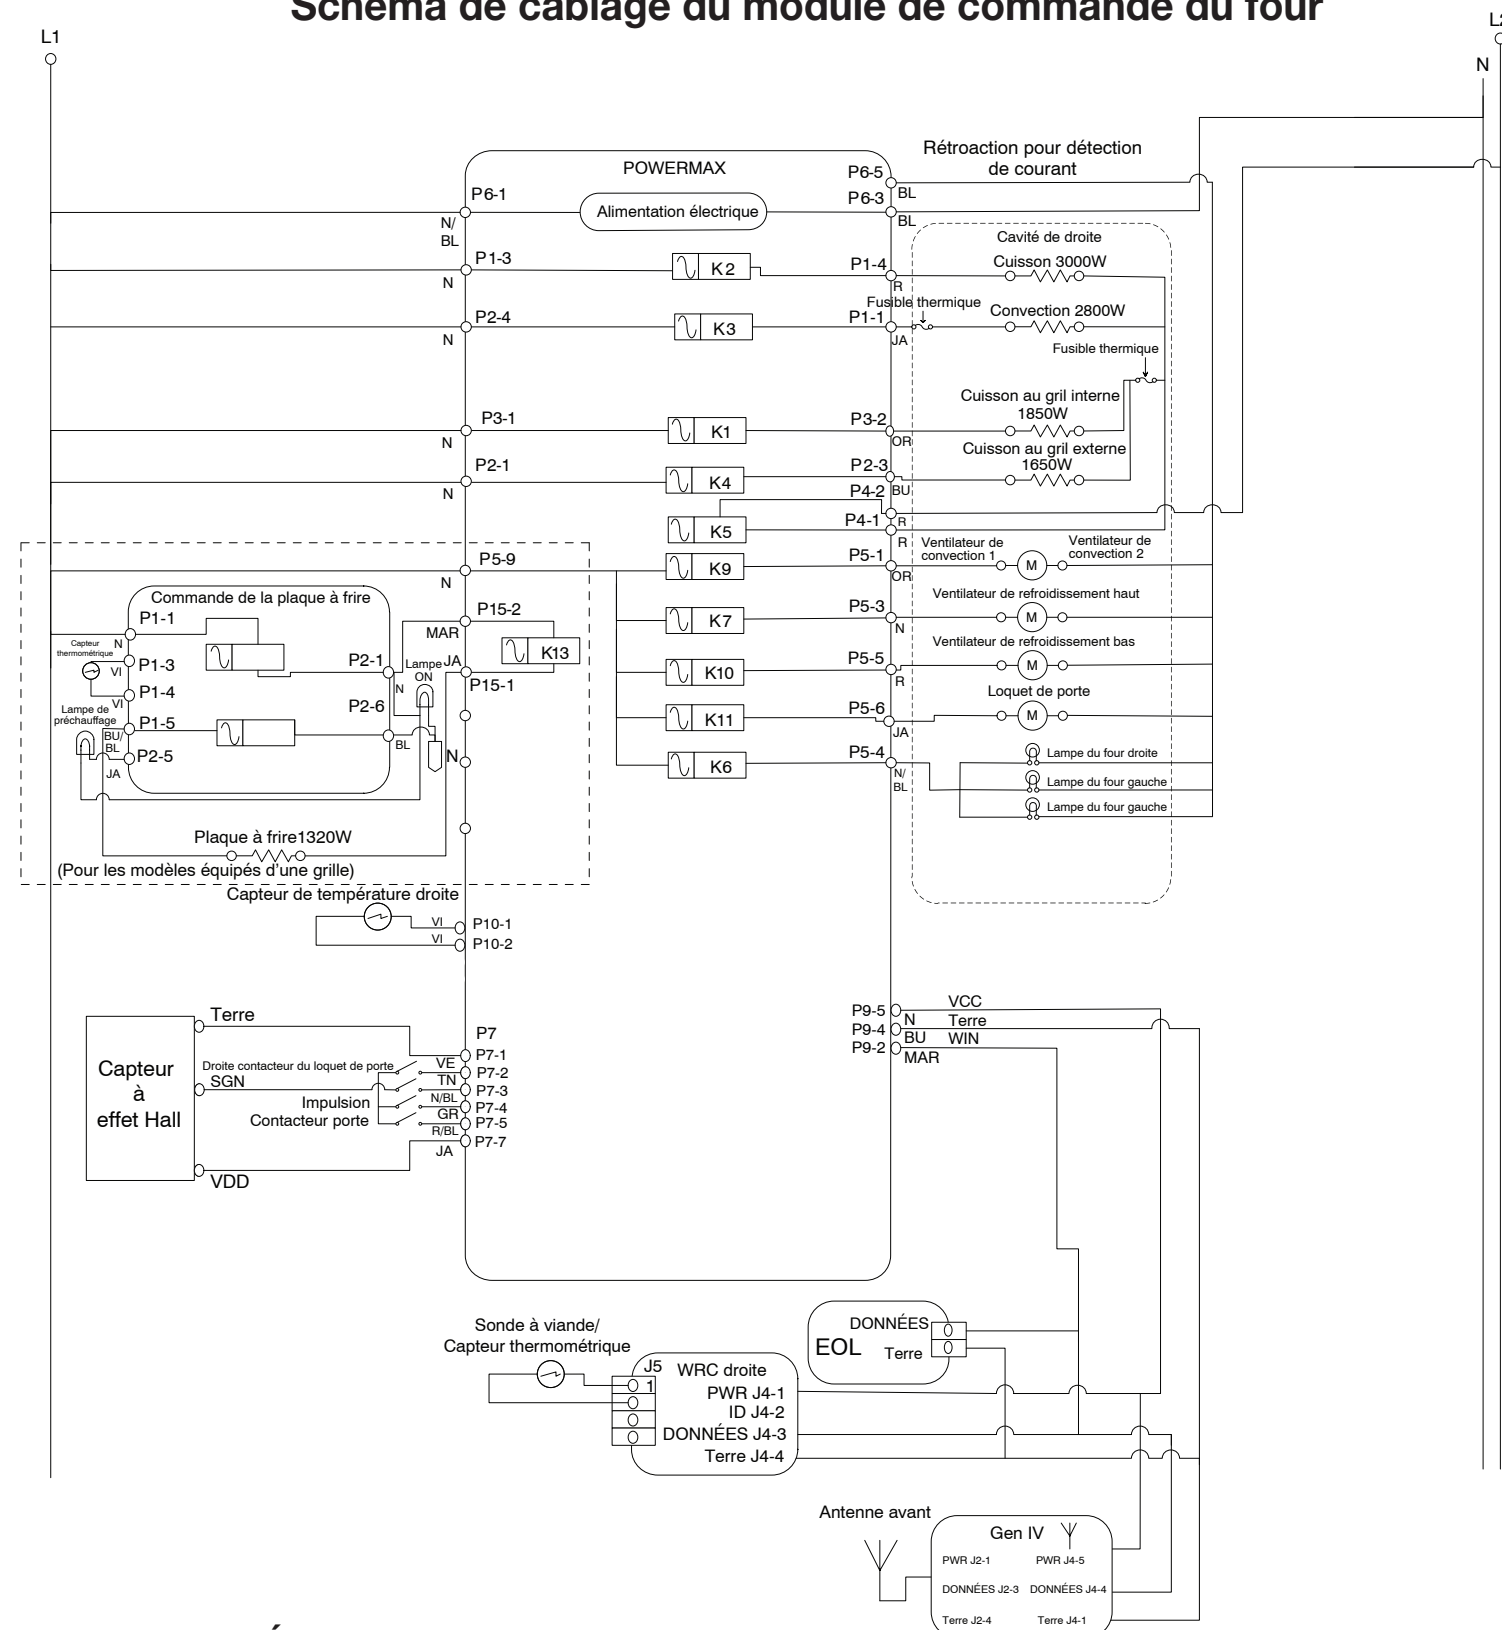 Schéma de câblage du module de commande du four
L1
L2
N
POWERMAX
P6-5
Rétroaction pour détection
de courant
BL
P6-1
Alimentation électrique
P6-3
BL
N/
BL
Cavité de droite
P1-3
N
K2
P1-4
R
Cuisson 3000W
P2-4
N
K3
Fusible thermique
P1-1
JA
Convection 2800W
Fusible thermique
P3-1
N
K1
P3-2
OR
Cuisson au gril interne
1850W
P2-1
N
K4
P2-3
BU
Cuisson au gril externe
1650W
P4-2
R
K5
P4-1
R
P5-9
N
K9
P5-1
OR
Ventilateur de
convection 1
M
Ventilateur de
convection 2
K7
P5-3
N
Ventilateur de refroidissement haut
M
K10
P5-5
R
Ventilateur de refroidissement bas
M
K11
P5-6
JA
Loquet de porte
M
K6
P5-4
N/
BL
Lampe du four droite
Lampe du four gauche
Lampe du four gauche
Commande de la plaque à frire
P1-1
N
Capteur
thermométrique
VI
P1-3
VI
P1-4
Lampe de
préchauffage
P1-5
BU/
BL
P2-5
JA
P2-1
N
P2-6
BL
Lampe
ON
P15-2
MAR
K13
JA
P15-1
N
Plaque à frire1320W
(Pour les modèles équipés d’une grille)
Capteur de température droite
VI
P10-1
VI
P10-2
Capteur
à
effet Hall
Terre
Droite contacteur du loquet de porte
SGN
Impulsion
Contacteur porte
VDD
P7
P7-1
VE
P7-2
TN
P7-3
N/BL
P7-4
GR
P7-5
R/BL
P7-7
JA
P9-5
VCC
N
P9-4
Terre
BU
P9-2
WIN
MAR
Sonde à viande/
Capteur thermométrique
J5
1
WRC droite
PWR J4-1
ID J4-2
DONNÉES J4-3
Terre J4-4
EOL
DONNÉES
Terre
Antenne avant
Gen IV
PWR J2-1
PWR J4-5
DONNÉES J2-3
DONNÉES J4-4
Terre J2-4
Terre J4-1